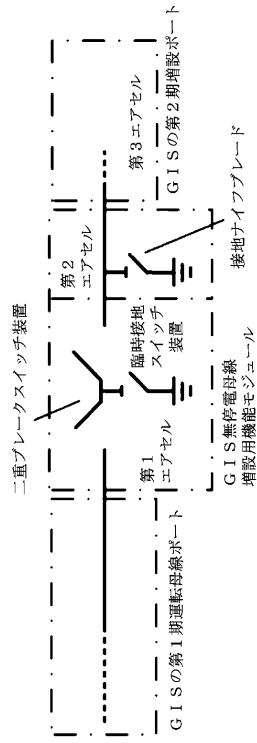 二重ブレークスイッチ装置
第1
エアセル
臨時接地
スイッチ
装置
第2
エアセル
第3エアセル
GISの第1期運転母線ポート
GIS無停電母線
増設用機能モジュール
接地ナイフブレード
GISの第2期増設ポート